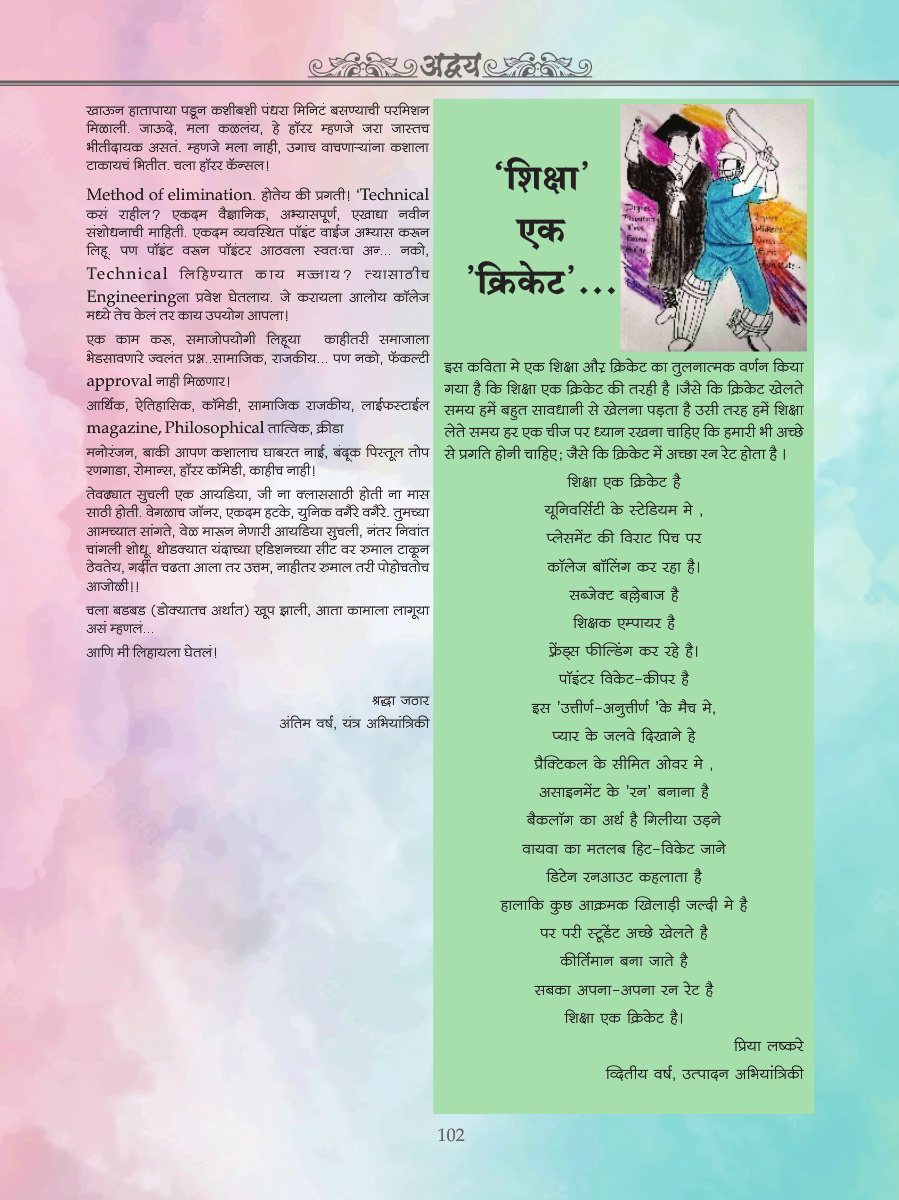 अद्वय
खाऊन हातापाया पडून कशीबशी पंधरा मिनिटं बसण्याची परमिशन
मिळाली. जाऊदे, मला कळलंय, हे हॉरर म्हणजे जरा जास्तच
भीतीदायक असतं. म्हणजे मला नाही, उगाच वाचणाऱ्यांना कशाला
टाकायचं भितीत. चला हॉरर कॅन्सल!
Method of elimination. होतेय की प्रगती! ‘Technical
कसं राहील? एकदम वैज्ञानिक, अभ्यासपूर्ण, एखाद्या नवीन
संशोधनाची माहिती. एकदम व्यवस्थित पॉइंट वाईज अभ्यास करून
लिहू. पण पॉइंट वरून पॉइंटर आठवला स्वतःचा अन... नको,
Technical लिहिण्यात काय मज्जाय? त्यासाठीच
Engineeringला प्रवेश घेतलाय. जे करायला आलोय कॉलेज
मध्ये तेच केलं तर काय उपयोग आपला!
एक काम करू, समाजोपयोगी लिहूया काहीतरी समाजाला
भेडसावणारे ज्वलंत प्रश्न..सामाजिक, राजकीय... पण नको, फॅकल्टी
approval नाही मिळणार!
आर्थिक, ऐतिहासिक, कॉमेडी, सामाजिक राजकीय, लाईफस्टाईल
magazine, Philosophical तात्विक, क्रीडा
मनोरंजन, बाकी आपण कशालाच घाबरत नाई, बंदूक पिस्तूल तोप
रणगाडा, रोमान्स, हॉरर कॉमेडी, काहीच नाही!
तेवढ्यात सुचली एक आयडिया, जी ना क्लाससाठी होती ना मास
साठी होती. वेगळाच जॉनर, एकदम हटके, युनिक वगैरे वगैरे. तुमच्या
आमच्यात सांगते, वेळ मारून नेणारी आयडिया सुचली, नंतर निवांत
चांगली शोधू. थोडक्यात यंदाच्या एडिशनच्या सीट वर रुमाल टाकून
ठेवतेय, गर्दीत चढता आला तर उत्तम, नाहीतर रुमाल तरी पोहोचतोच
आजोळी!!
चला बडबड (डोक्यातच अर्थात) खूप झाली, आता कामाला लागूया
असं म्हणलं...
आणि मी लिहायला घेतलं!
श्रद्धा जठार
अंतिम वर्ष, यंत्र अभियांत्रिकी
‘शिक्षा’
एक
’क्रिकेट’...
इस कविता मे एक शिक्षा और क्रिकेट का तुलनात्मक वर्णन किया
गया है कि शिक्षा एक क्रिकेट की तरही है ।जैसे कि क्रिकेट खेलते
समय हमें बहुत सावधानी से खेलना पड़ता है उसी तरह हमें शिक्षा
लेते समय हर एक चीज पर ध्यान रखना चाहिए कि हमारी भी अच्छे
से प्रगति होनी चाहिए; जैसे कि क्रिकेट में अच्छा रन रेट होता है ।
शिक्षा एक क्रिकेट है
यूनिवर्सिटी के स्टेडियम मे ,
प्लेसमेंट की विराट पिच पर
कॉलेज बॉलिंग कर रहा है।
सब्जेक्ट बल्लेबाज है
शिक्षक एम्पायर है
फ्रेंड्स फील्डिंग कर रहे है।
पॉइंटर विकेट-कीपर है
इस ’उत्तीर्ण-अनुत्तीर्ण ’के मैच मे,
प्यार के जलवे दिखाने हे
प्रैक्टिकल के सीमित ओवर मे ,
असाइनमेंट के ’रन’ बनाना है
बैकलॉग का अर्थ है गिलीया उड़ने
वायवा का मतलब हिट-विकेट जाने
डिटेन रनआउट कहलाता है
हालाकि कुछ आक्रमक खिलाड़ी जल्दी मे है
पर परी स्टूडेंट अच्छे खेलते है
कीर्तिमान बना जाते है
सबका अपना-अपना रन रेट है
शिक्षा एक क्रिकेट है।
प्रिया लष्करे
व्दितीय वर्ष, उत्पादन अभियांत्रिकी
102